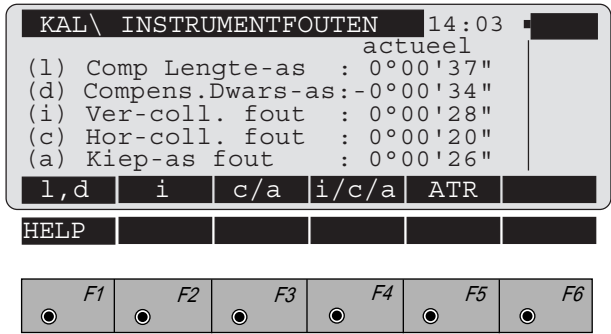 KAL\ INSTRUMENTFOUTEN 14:03
actueel
(l) Comp Lengte-as : 0°00'37"
(d) Compens.Dwars-as:-0°00'34"
(i) Ver-coll. fout : 0°00'28"
(c) Hor-coll. fout : 0°00'20"
(a) Kiep-as fout : 0°00'26"
l,d i c/a i/c/a ATR
HELP
F1 F2 F3 F4 F5 F6